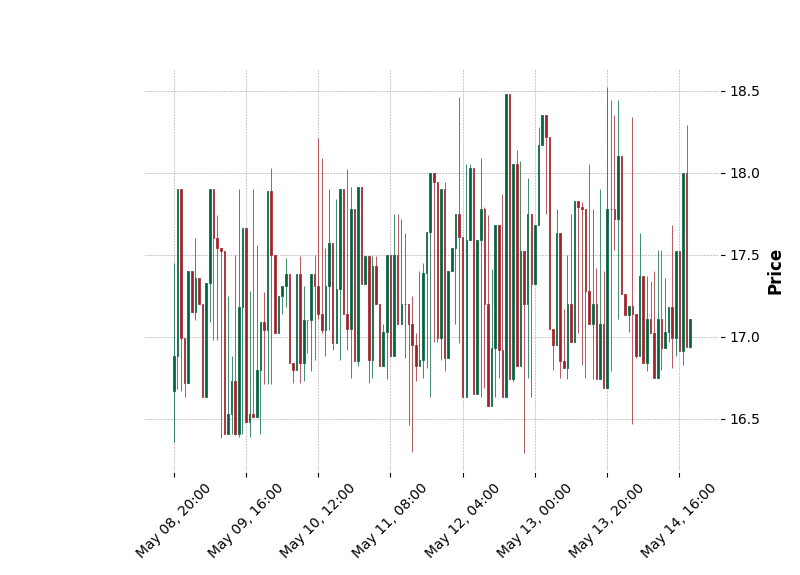 18.5
18.0
17.5
17.0
16.5
Price
May 08, 20:00
May 09, 16:00
May 10, 12:00
May 11, 08:00
May 12, 04:00
May 13, 00:00
May 13, 20:00
May 14, 16:00